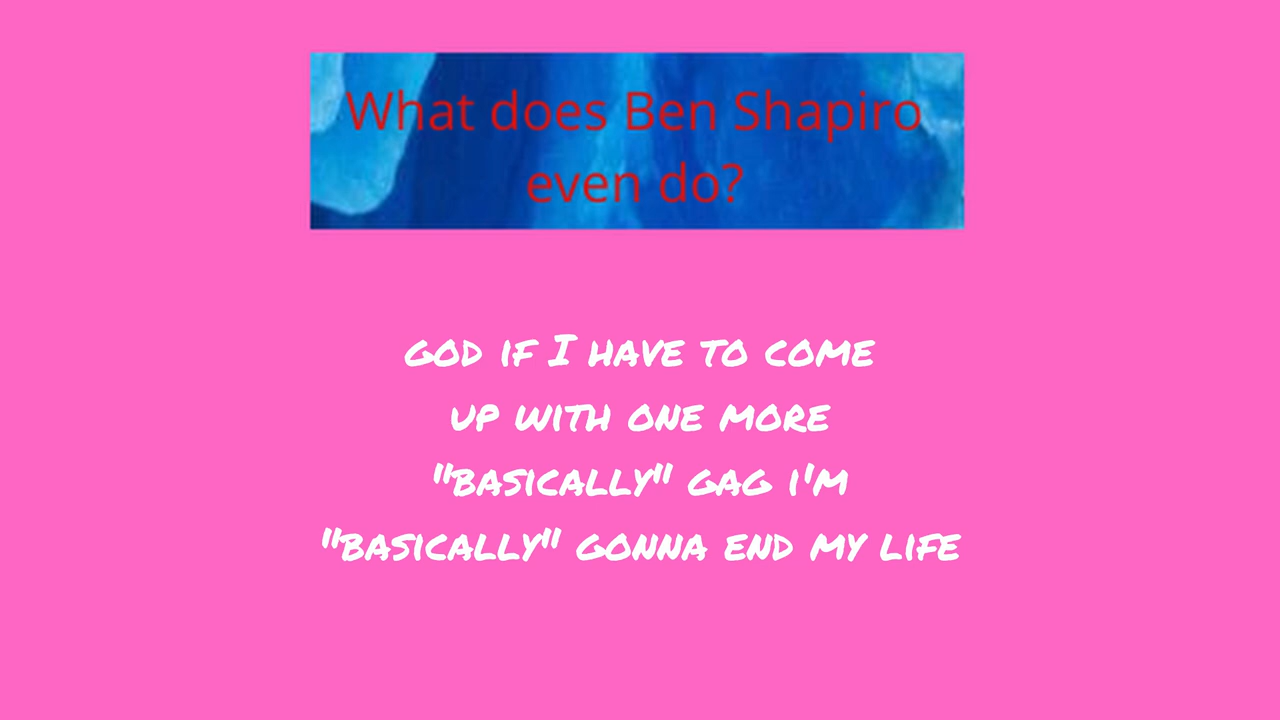 What does Ben Shapiro
even do?
GOD IF I HAVE TO COME
UP WITH ONE MORE
"BASICALLY" GAG I'M
"BASICALLY" GONNA END MY LIFE